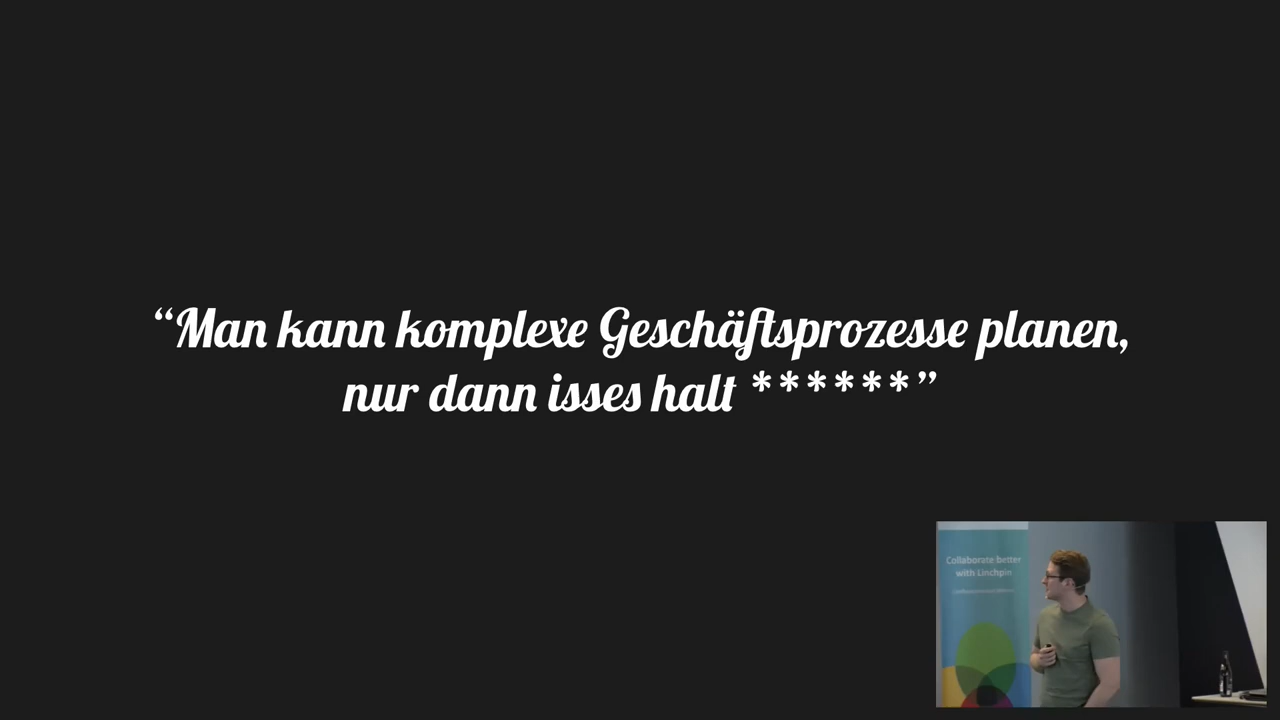 “Man kann komplexe Geschäftsprozesse planen,
nur dann isses halt ******”
Collaborate better
with Linchpin